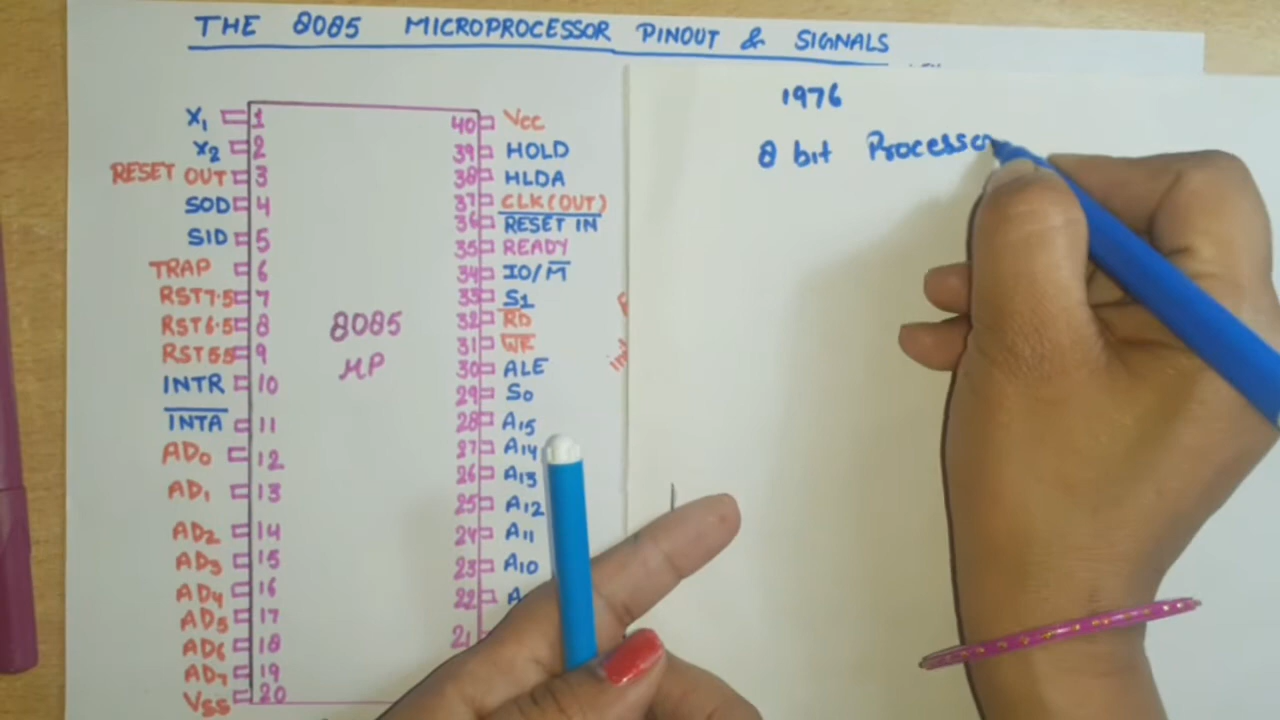 THE 8085 MICROPROCESSOR PINOUT & SIGNALS
1976
8 bit Processo
X1 1
X2 2
RESET OUT 3
SOD 4
SID 5
TRAP 6
RST7.5 7
RST6.5 8
RST5.5 9
INTR 10
INTA 11
AD0 12
AD1 13
AD2 14
AD3 15
AD4 16
AD5 17
AD6 18
AD7 19
VSS 20
8085
μP
40 Vcc
39 HOLD
38 HLDA
37 CLK(OUT)
36 RESET IN
35 READY
34 IO/M
33 S1
32 RD
31 WR
30 ALE
29 S0
28 A15
27 A14
26 A13
25 A12
24 A11
23 A10
22 A
21